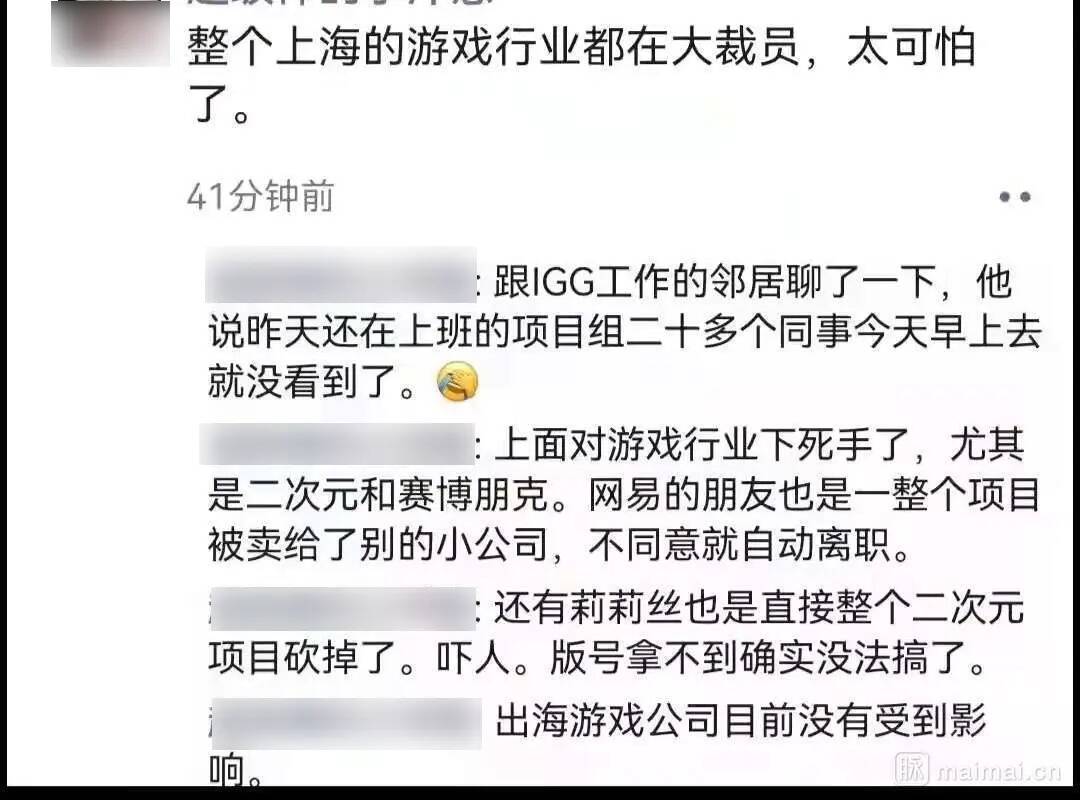 整个上海的游戏行业都在大裁员，太可怕
了。
41分钟前
: 跟IGG工作的邻居聊了一下，他
说昨天还在上班的项目组二十多个同事今天早上去
就没看到了。🤦
: 上面对游戏行业下死手了，尤其
是二次元和赛博朋克。网易的朋友也是一整个项目
被卖给了别的小公司，不同意就自动离职。
: 还有莉莉丝也是直接整个二次元
项目砍掉了。吓人。版号拿不到确实没法搞了。
出海游戏公司目前没有受到影
响。
脉 maimai.cn